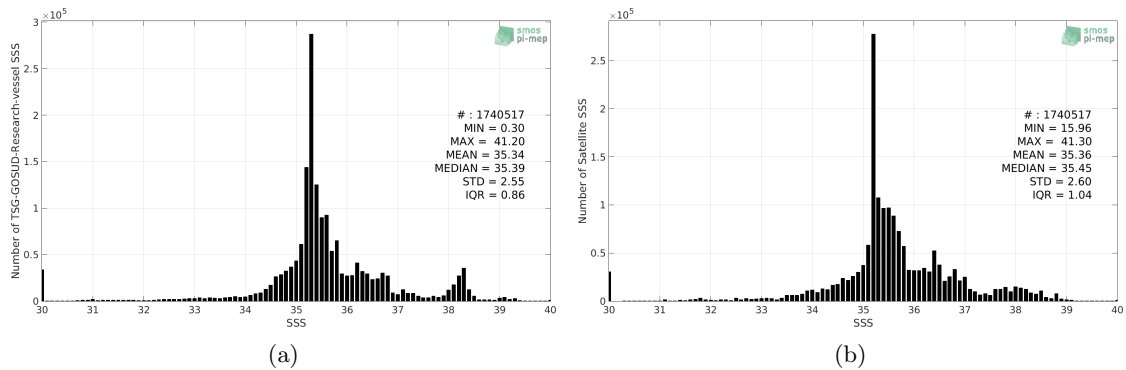 ×10⁵
3
2.5
2
1.5
1
0.5
0
30
31
32
33
34
35
36
37
38
39
40
SSS
Number of TSG-GOSUD-Research-vessel SSS
smos
pi-mep
# : 1740517
MIN = 0.30
MAX = 41.20
MEAN = 35.34
MEDIAN = 35.39
STD = 2.55
IQR = 0.86
(a)
×10⁵
2.5
2
1.5
1
0.5
0
30
31
32
33
34
35
36
37
38
39
40
SSS
Number of Satellite SSS
smos
pi-mep
# : 1740517
MIN = 15.96
MAX = 41.30
MEAN = 35.36
MEDIAN = 35.45
STD = 2.60
IQR = 1.04
(b)